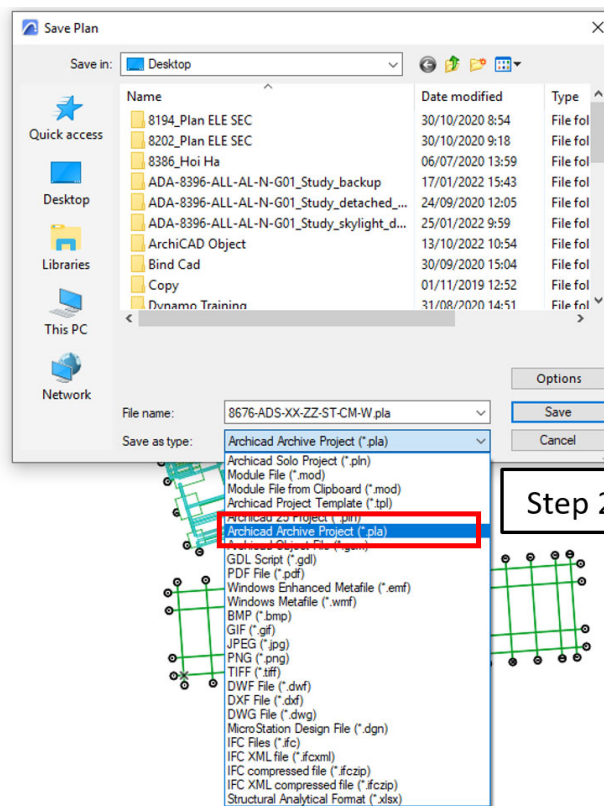 Save Plan
Save in: Desktop
Name Date modified Type
8194_Plan ELE SEC 30/10/2020 8:54 File fol
8202_Plan ELE SEC 30/10/2020 9:18 File fol
8386_Hoi Ha 06/07/2020 13:59 File fol
ADA-8396-ALL-AL-N-G01_Study_backup 17/01/2022 15:43 File fol
ADA-8396-ALL-AL-N-G01_Study_detached_... 24/09/2020 12:05 File fol
ADA-8396-ALL-AL-N-G01_Study_skylight_d... 25/01/2022 9:59 File fol
ArchiCAD Object 13/10/2022 10:54 File fol
Bind Cad 30/09/2020 15:04 File fol
Copy 01/11/2019 12:52 File fol
Dynamo Training 31/08/2020 14:51 File fol
Quick access
Desktop
Libraries
This PC
Network
Options
File name: 8676-ADS-XX-ZZ-ST-CM-W.pla Save
Save as type: Archicad Archive Project (*.pla) Cancel
Archicad Solo Project (*.pln)
Module File (*.mod)
Module File from Clipboard (*.mod)
Archicad Project Template (*.tpl)
Archicad 25 Project (*.pln)
Archicad Archive Project (*.pla)
Archicad Object File (*.gsm)
GDL Script (*.gdl)
PDF File (*.pdf)
Windows Enhanced Metafile (*.emf)
Windows Metafile (*.wmf)
BMP (*.bmp)
GIF (*.gif)
JPEG (*.jpg)
PNG (*.png)
TIFF (*.tiff)
DWF File (*.dwf)
DXF File (*.dxf)
DWG File (*.dwg)
MicroStation Design File (*.dgn)
IFC Files (*.ifc)
IFC XML file (*.ifcxml)
IFC compressed file (*.ifczip)
IFC XML compressed file (*.ifczip)
Structural Analytical Format (*.xlsx)
Step 2